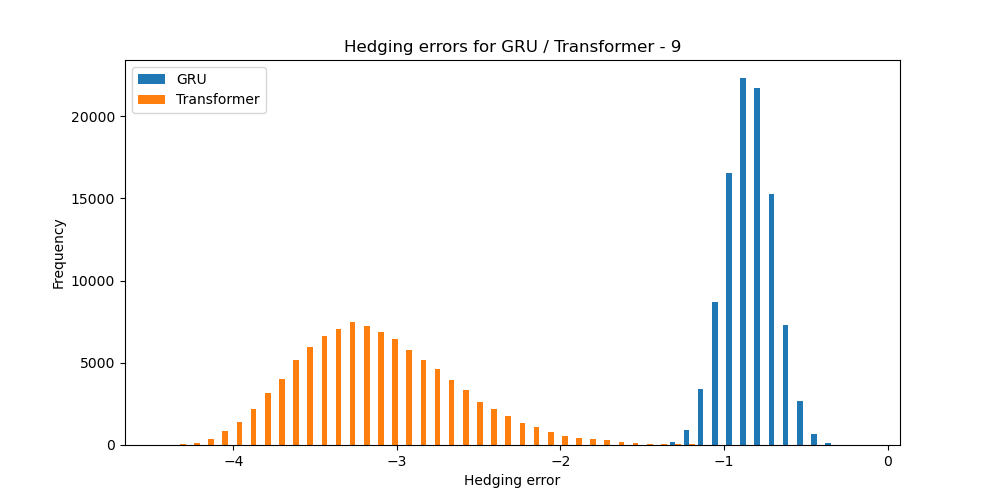 Hedging errors for GRU / Transformer - 9
GRU
Transformer
20000
15000
10000
5000
0
Frequency
−4
−3
−2
−1
0
Hedging error